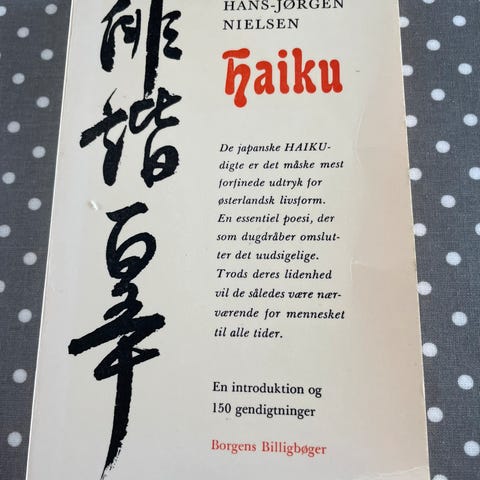 HANS-JØRGEN
NIELSEN
haiku
De japanske HAIKU-
digte er det måske mest
forfinede udtryk for
østerlandsk livsform.
En essentiel poesi, der
som dugdråber omslut-
ter det uudsigelige.
Trods deres lidenhed
vil de således være nær-
værende for mennesket
til alle tider.
En introduktion og
150 gendigtninger
Borgens Billigbøger
俳諧